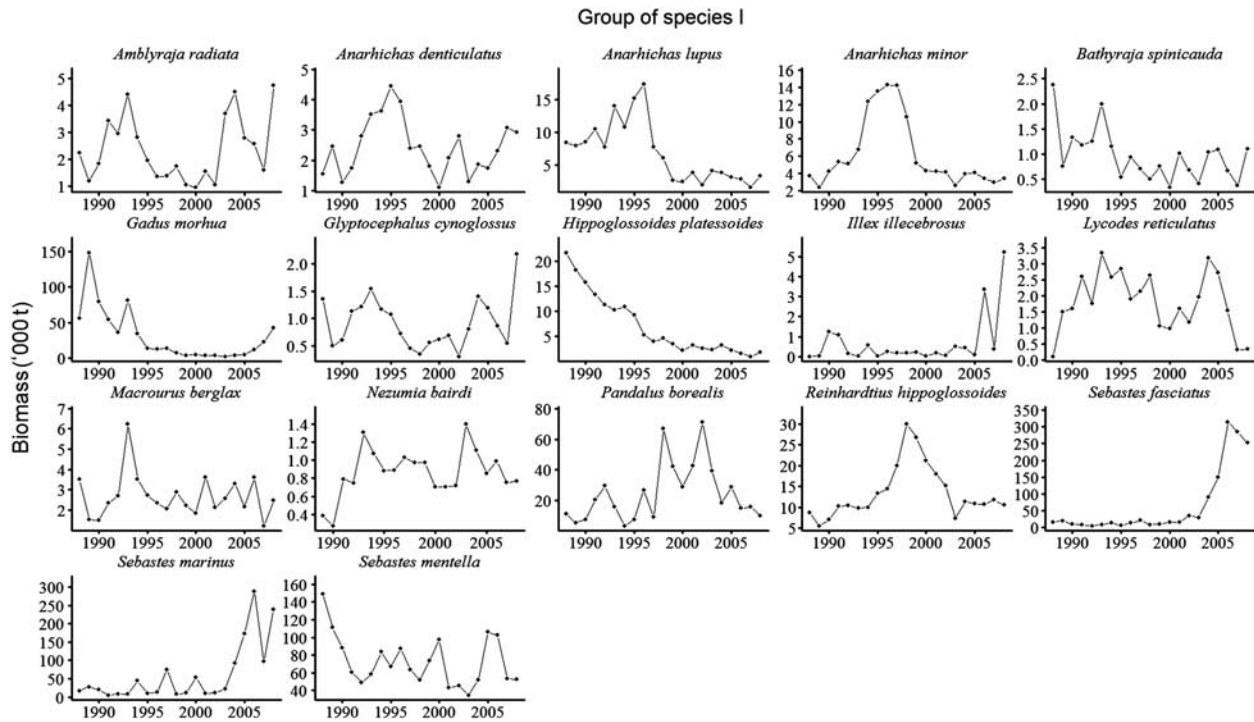 Group of species I
Biomass ('000 t)
Amblyraja radiata
5
4
3
2
1
1990 1995 2000 2005
Anarhichas denticulatus
5
4
3
2
1
1990 1995 2000 2005
Anarhichas lupus
15
10
5
1990 1995 2000 2005
Anarhichas minor
16
14
12
10
8
6
4
2
1990 1995 2000 2005
Bathyraja spinicauda
2.5
2.0
1.5
1.0
0.5
1990 1995 2000 2005
Gadus morhua
150
100
50
0
1990 1995 2000 2005
Glyptocephalus cynoglossus
2.0
1.5
1.0
0.5
1990 1995 2000 2005
Hippoglossoides platessoides
20
15
10
5
1990 1995 2000 2005
Illex illecebrosus
5
4
3
2
1
0
1990 1995 2000 2005
Lycodes reticulatus
3.5
3.0
2.5
2.0
1.5
1.0
0.5
0.0
1990 1995 2000 2005
Macrourus berglax
7
6
5
4
3
2
1990 1995 2000 2005
Nezumia bairdi
1.4
1.2
1.0
0.8
0.6
0.4
1990 1995 2000 2005
Pandalus borealis
80
60
40
20
1990 1995 2000 2005
Reinhardtius hippoglossoides
30
25
20
15
10
5
1990 1995 2000 2005
Sebastes fasciatus
350
300
250
200
150
100
50
0
1990 1995 2000 2005
Sebastes marinus
300
250
200
150
100
50
0
1990 1995 2000 2005
Sebastes mentella
160
140
120
100
80
60
40
1990 1995 2000 2005